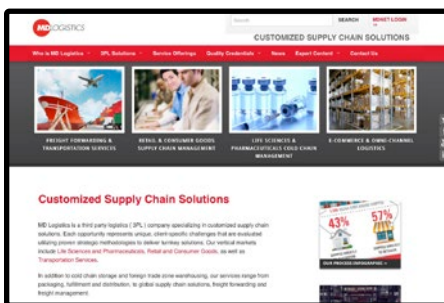 MD LOGISTICS
Search
SEARCH
MDNET LOGIN
CUSTOMIZED SUPPLY CHAIN SOLUTIONS
Who is MD Logistics
3PL Solutions
Service Offerings
Quality Credentials
News
Expert Content
Contact Us
FREIGHT FORWARDING &
TRANSPORTATION SERVICES
RETAIL & CONSUMER GOODS
SUPPLY CHAIN MANAGEMENT
LIFE SCIENCES &
PHARMACEUTICALS COLD CHAIN
MANAGEMENT
E-COMMERCE & OMNI-CHANNEL
LOGISTICS
Customized Supply Chain Solutions
MD Logistics is a third party logistics (3PL) company specializing in customized supply chain
solutions. Each opportunity represents unique, client-specific challenges that are evaluated
utilizing proven strategic methodologies to deliver turnkey solutions. Our vertical markets
include Life Sciences and Pharmaceuticals, Retail and Consumer Goods, as well as
Transportation Services.
In addition to cold chain storage and foreign trade zone warehousing, our services range from
packaging, fulfillment and distribution, to global supply chain solutions, freight forwarding and
freight management.
43%
57%
OUR PROCESS INFOGRAPHIC